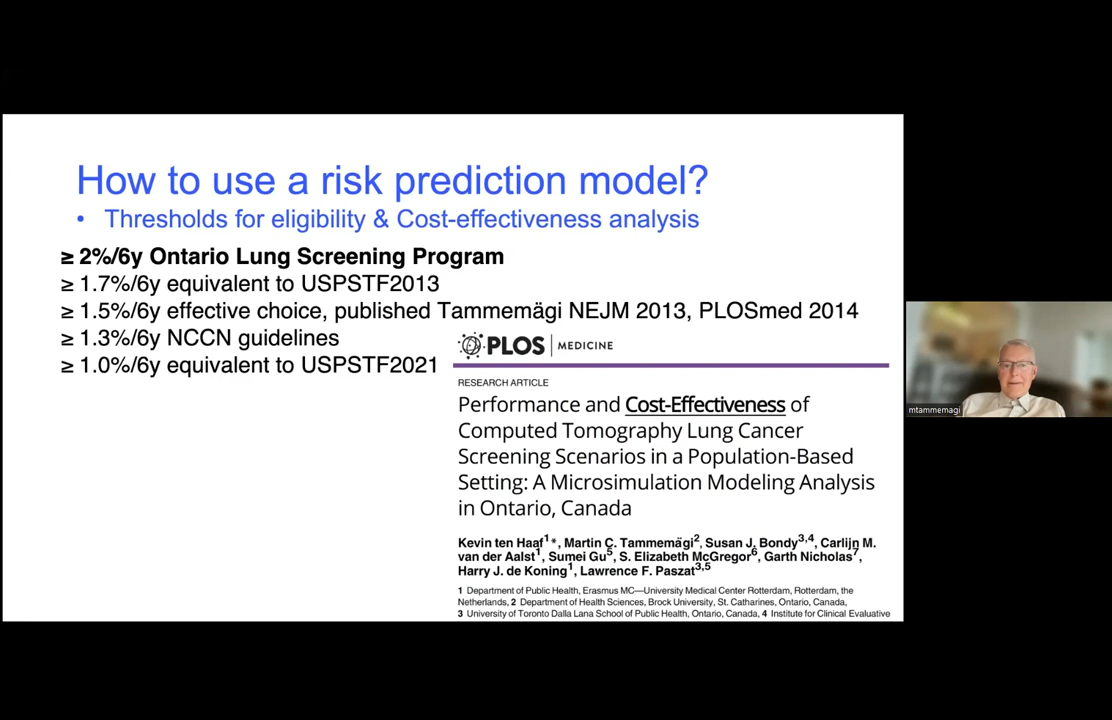 How to use a risk prediction model?
• Thresholds for eligibility & Cost-effectiveness analysis
≥ 2%/6y Ontario Lung Screening Program
≥ 1.7%/6y equivalent to USPSTF2013
≥ 1.5%/6y effective choice, published Tammemägi NEJM 2013, PLOSmed 2014
≥ 1.3%/6y NCCN guidelines
≥ 1.0%/6y equivalent to USPSTF2021
PLOS | MEDICINE
RESEARCH ARTICLE
Performance and Cost-Effectiveness of
Computed Tomography Lung Cancer
Screening Scenarios in a Population-Based
Setting: A Microsimulation Modeling Analysis
in Ontario, Canada
Kevin ten Haaf1*, Martin C. Tammemägi2, Susan J. Bondy3,4, Carlijn M.
van der Aalst1, Sumei Gu5, S. Elizabeth McGregor6, Garth Nicholas7,
Harry J. de Koning1, Lawrence F. Paszat3,5
1 Department of Public Health, Erasmus MC—University Medical Center Rotterdam, Rotterdam, the
Netherlands, 2 Department of Health Sciences, Brock University, St. Catharines, Ontario, Canada,
3 University of Toronto Dalla Lana School of Public Health, Ontario, Canada, 4 Institute for Clinical Evaluative
mtammemagi